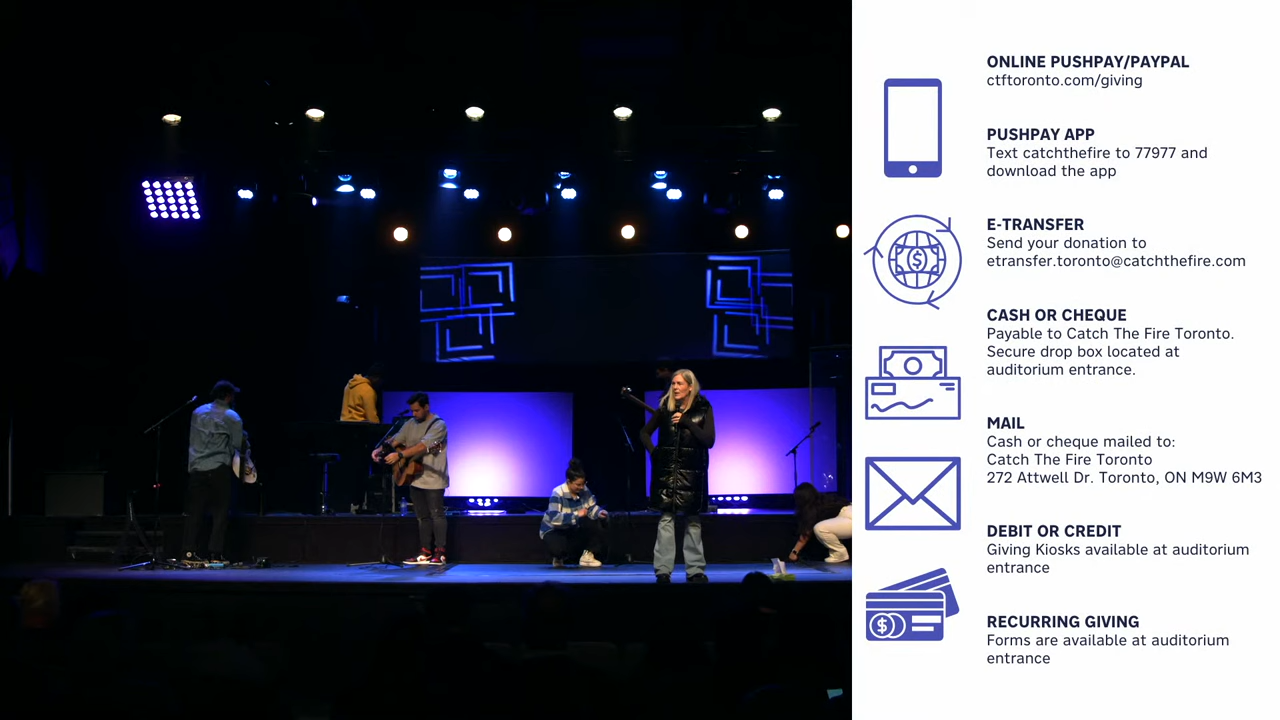 ONLINE PUSHPAY/PAYPAL
ctftoronto.com/giving
PUSHPAY APP
Text catchthefire to 77977 and
download the app
E-TRANSFER
Send your donation to
etransfer.toronto@catchthefire.com
CASH OR CHEQUE
Payable to Catch The Fire Toronto.
Secure drop box located at
auditorium entrance.
MAIL
Cash or cheque mailed to:
Catch The Fire Toronto
272 Attwell Dr. Toronto, ON M9W 6M3
DEBIT OR CREDIT
Giving Kiosks available at auditorium
entrance
RECURRING GIVING
Forms are available at auditorium
entrance